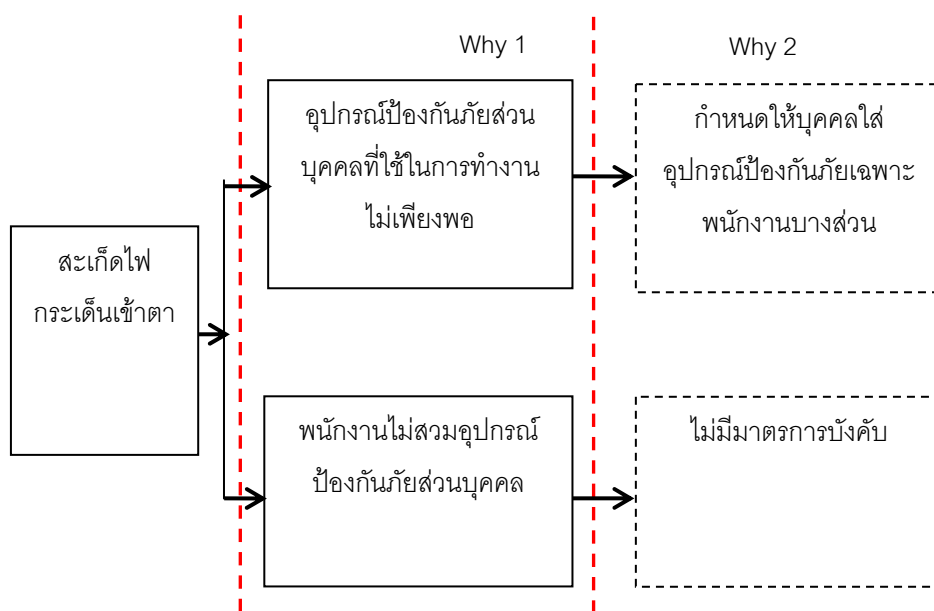 Why 1
Why 2
อุปกรณ์ป้องกันภัยส่วน
บุคคลที่ใช้ในการทำงาน
ไม่เพียงพอ
กำหนดให้บุคคลใส่
อุปกรณ์ป้องกันภัยเฉพาะ
พนักงานบางส่วน
สะเก็ดไฟ
กระเด็นเข้าตา
พนักงานไม่สวมอุปกรณ์
ป้องกันภัยส่วนบุคคล
ไม่มีมาตรการบังคับ